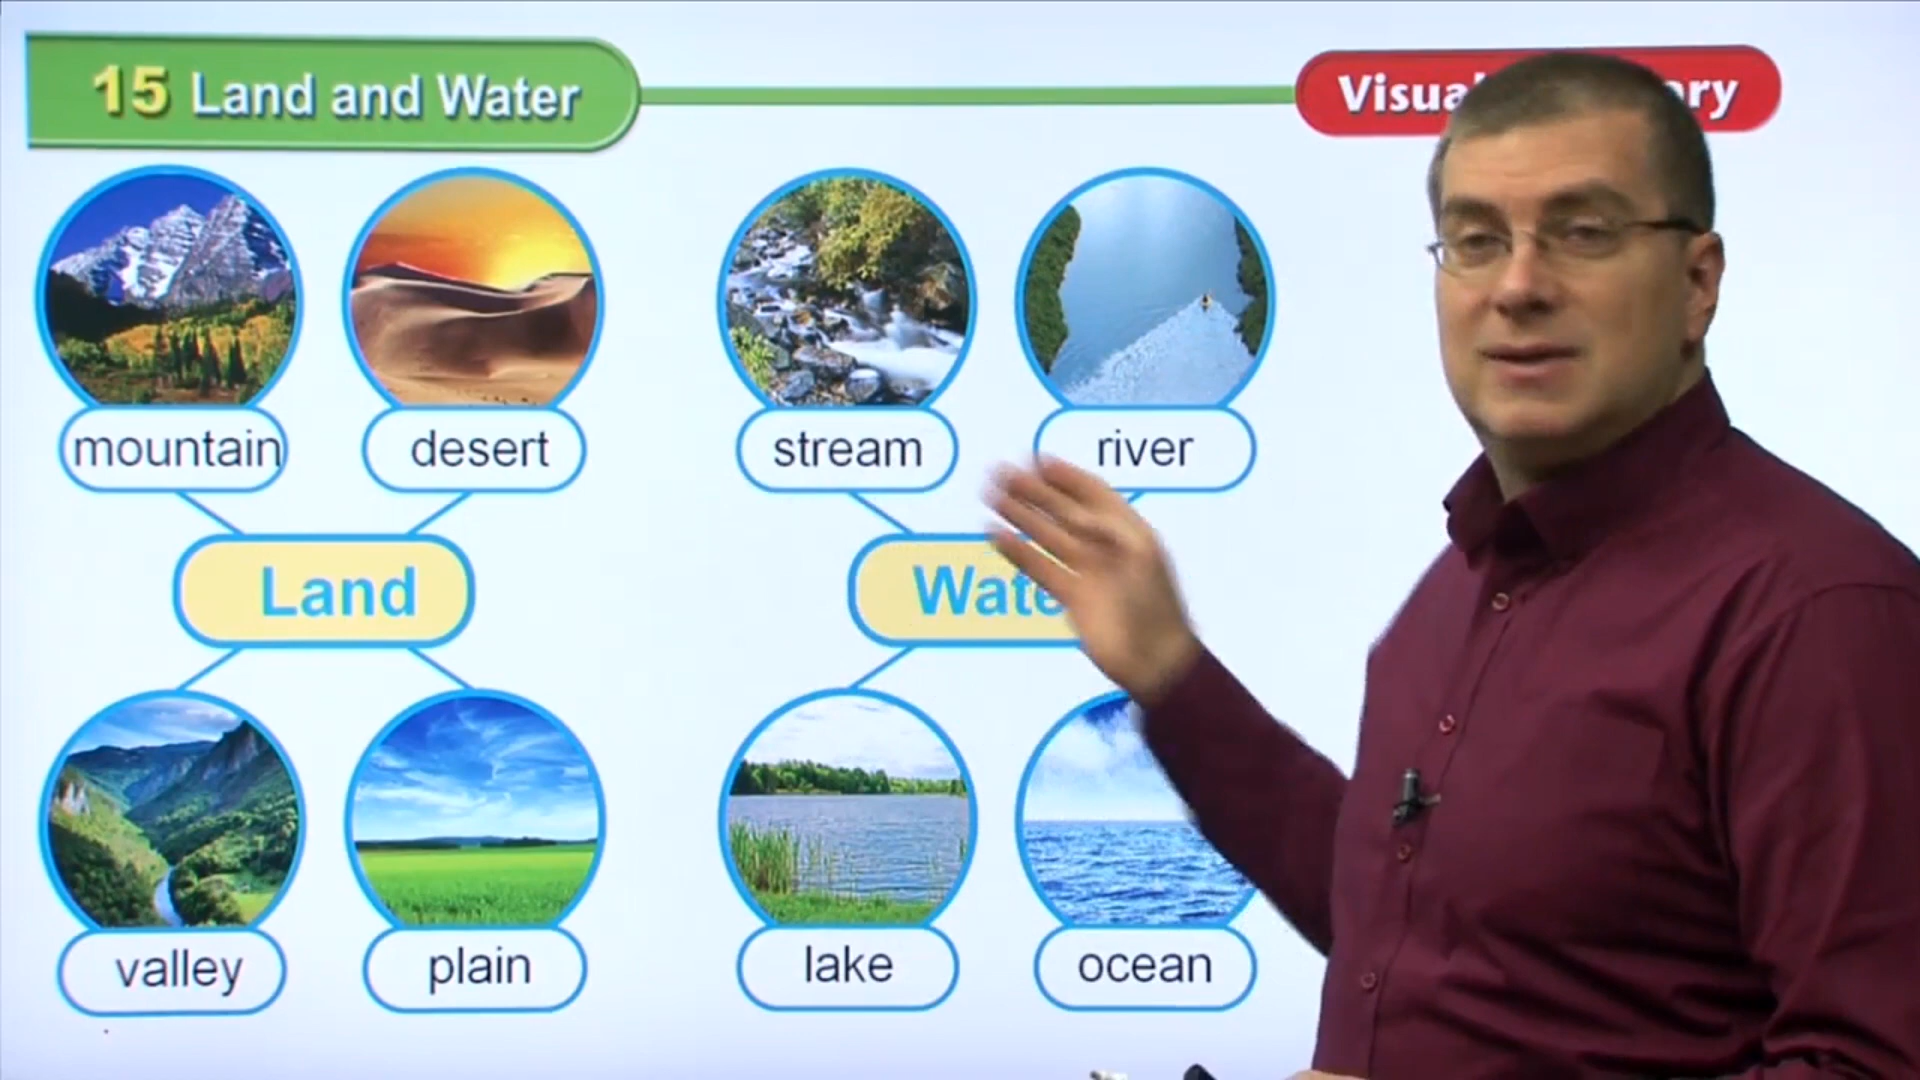 15 Land and Water
mountain
desert
stream
river
Land
valley
plain
lake
ocean